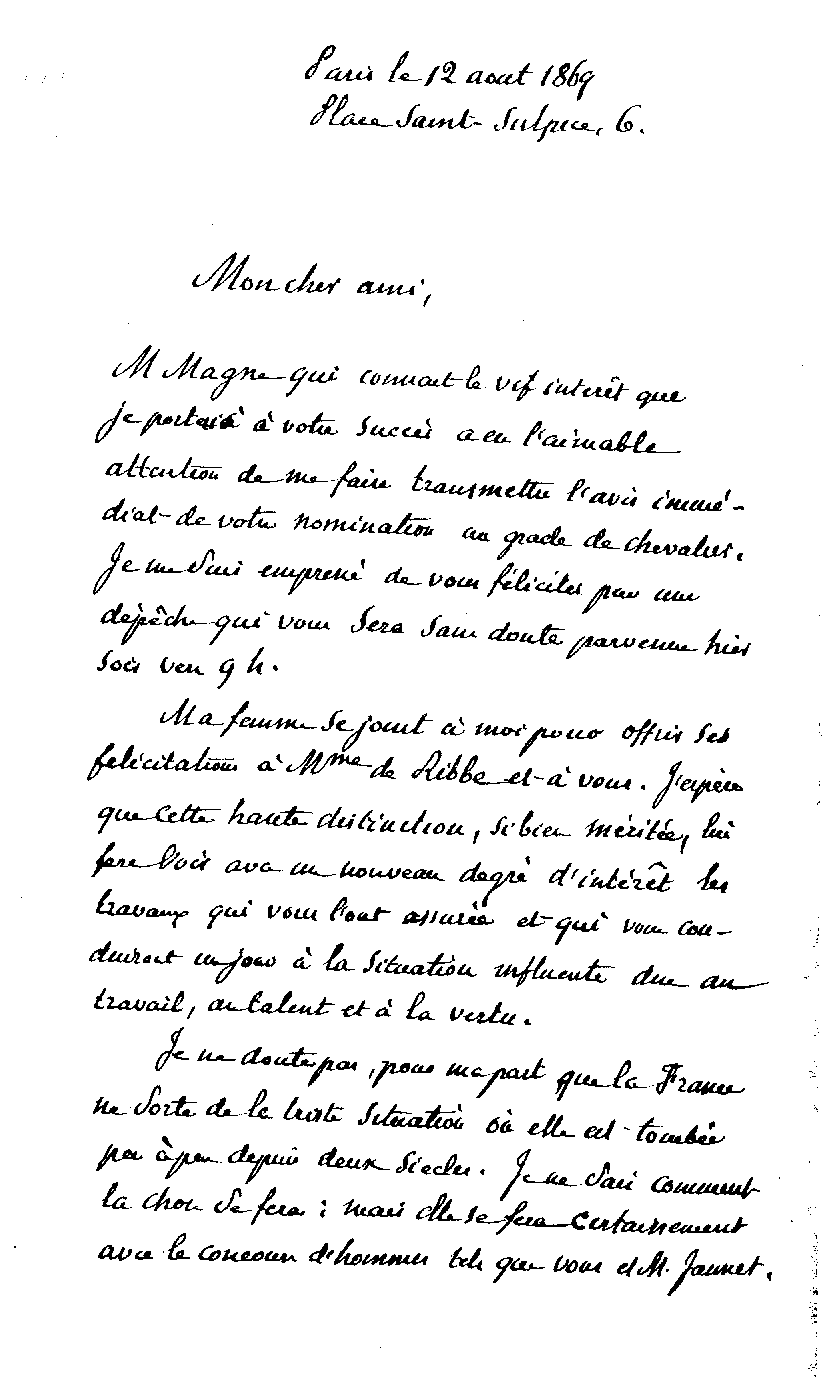 Paris le 12 aout 1869
Place Saint-Sulpice, 6.
Mon cher ami,
M Magne qui connait le vif intérêt que
je portais à votre succès a eu l'aimable
attention de me faire transmettre l'avis immé-
diat de votre nomination au grade de chevalier.
Je me suis empressé de vous féliciter par une
dépêche qui vous sera sans doute parvenue hier
soir vers 9 h.
Ma femme se joint à moi pour offrir ses
félicitations à Mme de Ribbe et à vous. J'espère
que cette haute distinction, si bien méritée, lui
fera voir avec un nouveau degré d'intérêt les
travaux qui vous l'ont assurée et qui vous con-
duiront un jour à la situation influente due au
travail, au talent et à la vertu.
Je ne doute pas, pour ma part que la France
ne sorte de la triste situation où elle est tombée
peu à peu depuis deux siècles. Je ne sais comment
la chose se fera : mais elle se fera certainement
avec le concours d'hommes tels que vous et M. Jannet.